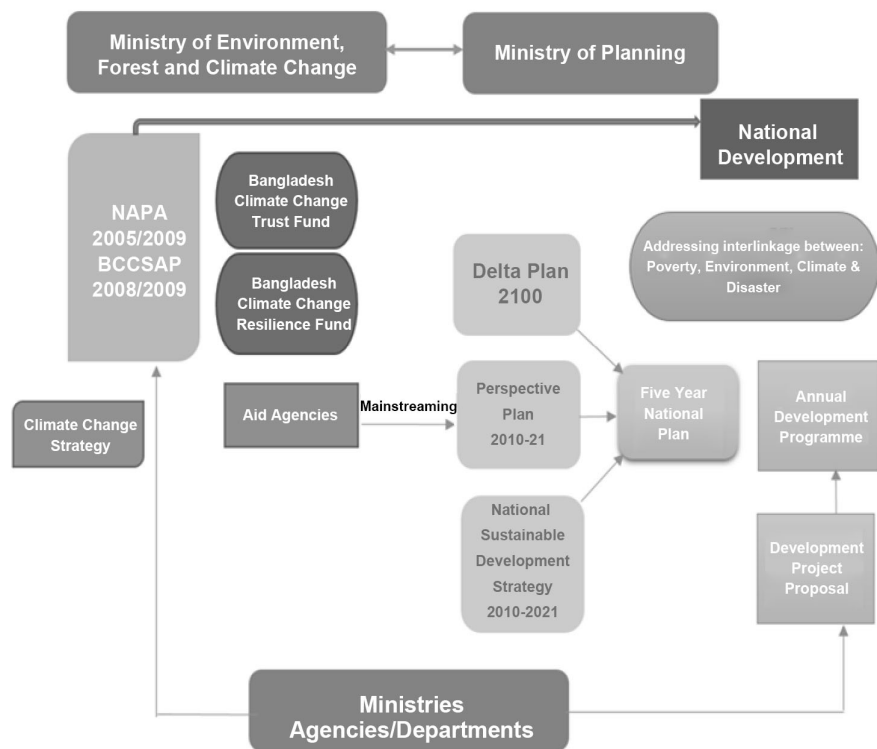 Ministry of Environment,
Forest and Climate Change
Ministry of Planning
National
Development
NAPA
2005/2009
BCCSAP
2008/2009
Bangladesh
Climate Change
Trust Fund
Bangladesh
Climate Change
Resilience Fund
Addressing interlinkage between:
Poverty, Environment, Climate &
Disaster
Delta Plan
2100
Climate Change
Strategy
Aid Agencies
Mainstreaming
Perspective
Plan
2010-21
Five Year
National
Plan
Annual
Development
Programme
National
Sustainable
Development
Strategy
2010-2021
Development
Project
Proposal
Ministries
Agencies/Departments